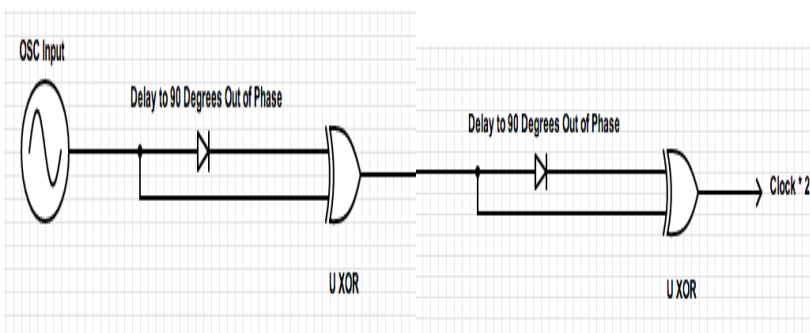 OSC Input
Delay to 90 Degrees Out of Phase
U XOR
Delay to 90 Degrees Out of Phase
Clock * 2
U XOR